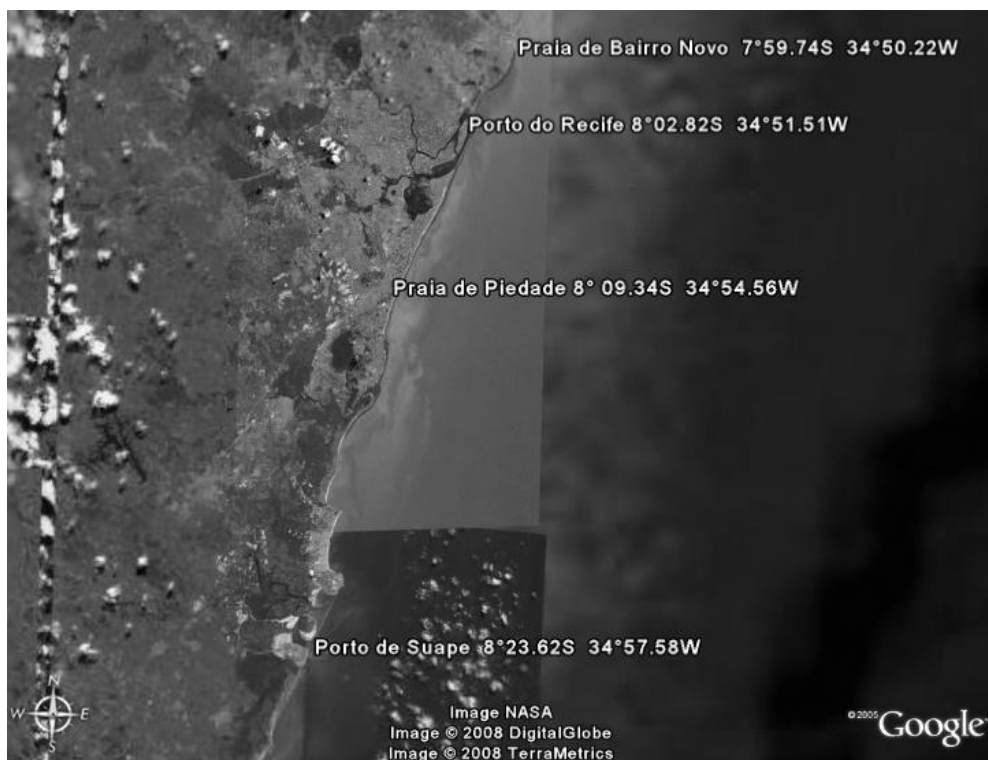 Praia de Bairro Novo 7°59.74S 34°50.22W
Porto do Recife 8°02.82S 34°51.51W
Praia de Piedade 8° 09.34S 34°54.56W
Porto de Suape 8°23.62S 34°57.58W
N
W E
S
Image NASA
Image © 2008 DigitalGlobe
Image © 2008 TerraMetrics
© 2005 Google